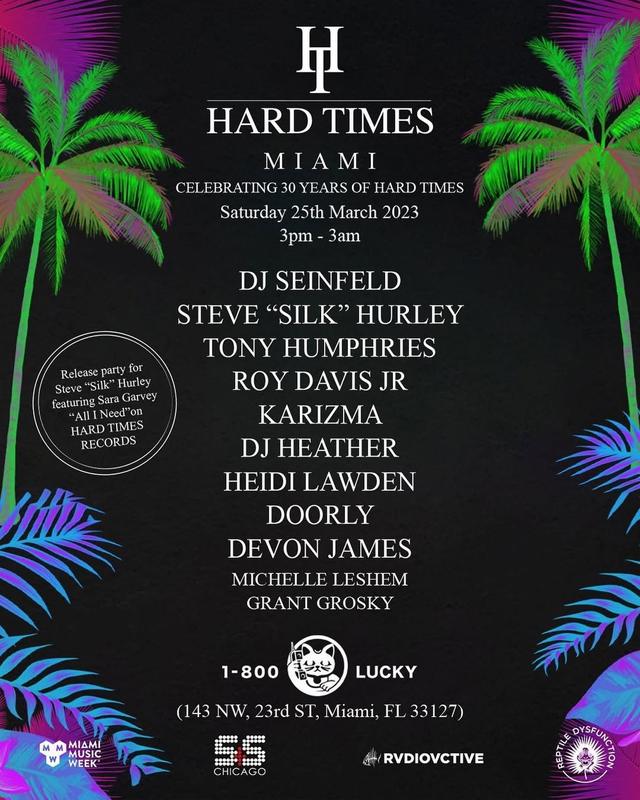 HT
HARD TIMES
MIAMI
CELEBRATING 30 YEARS OF HARD TIMES
Saturday 25th March 2023
3pm - 3am
DJ SEINFELD
STEVE “SILK” HURLEY
TONY HUMPHRIES
ROY DAVIS JR
KARIZMA
DJ HEATHER
HEIDI LAWDEN
DOORLY
DEVON JAMES
MICHELLE LESHEM
GRANT GROSKY
Release party for
Steve “Silk” Hurley
featuring Sara Garvey
“All I Need”on
HARD TIMES
RECORDS
1-800 LUCKY
(143 NW, 23rd ST, Miami, FL 33127)
MMW
MIAMI
MUSIC
WEEK
S&S
CHICAGO
RVDIOVCTIVE
REPTILE DYSFUNCTION